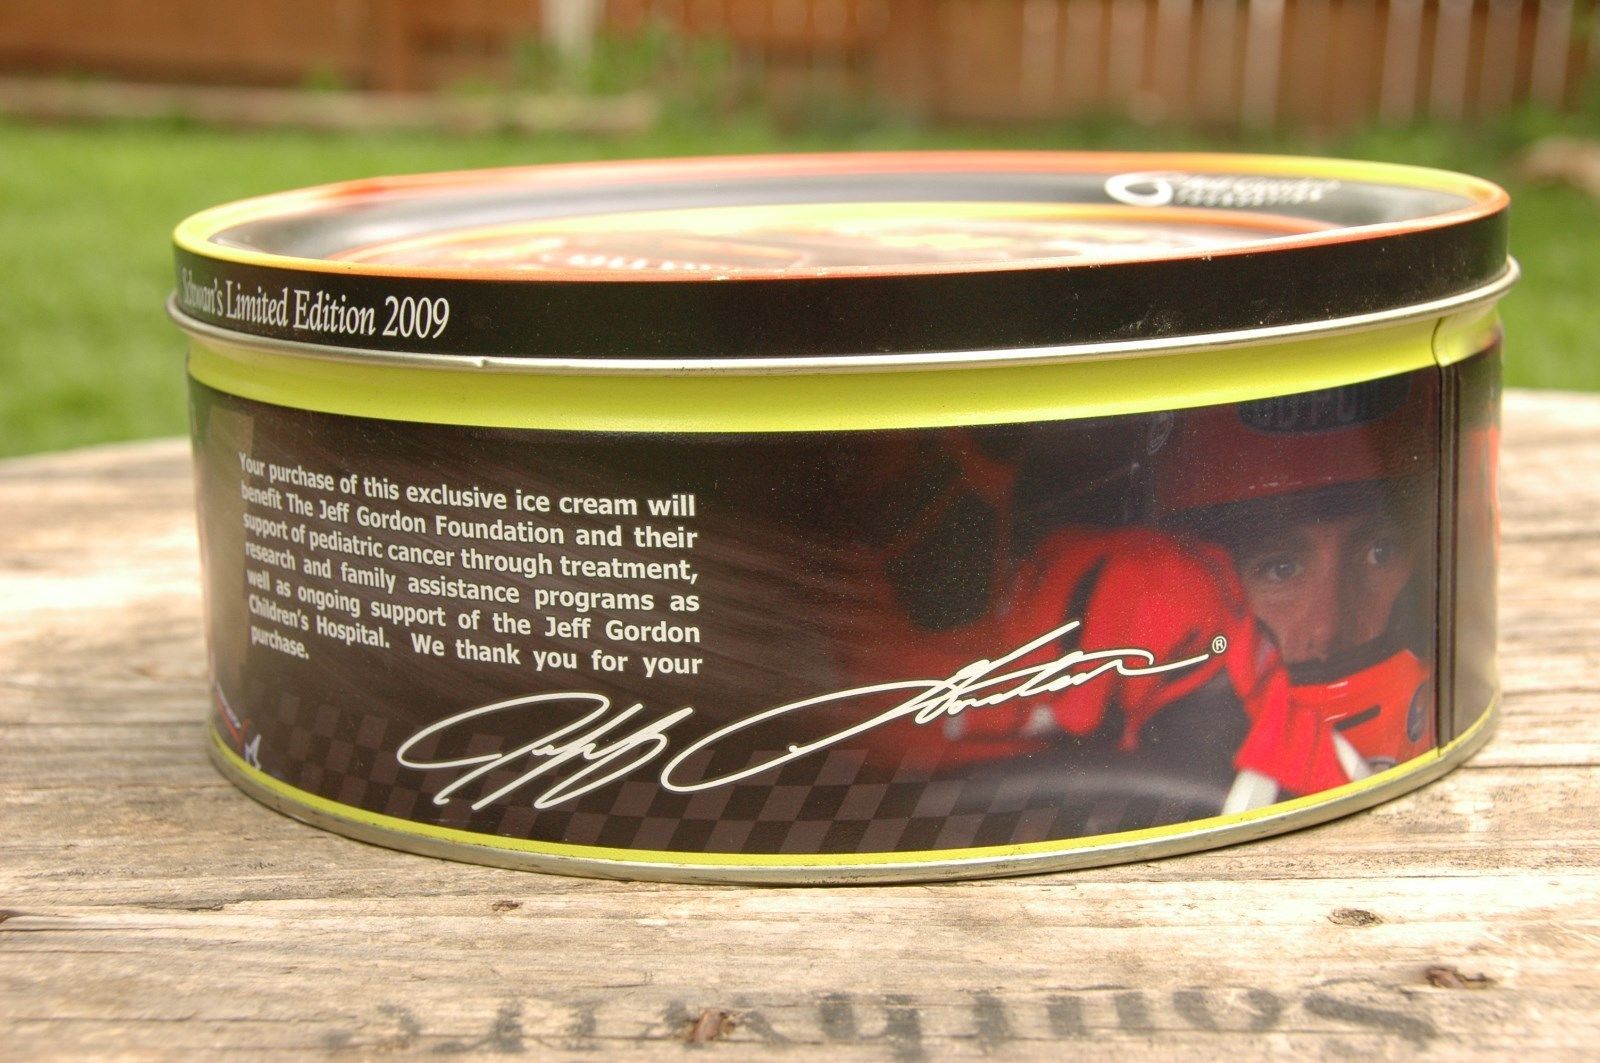 Schwan's Limited Edition 2009
Your purchase of this exclusive ice cream will
benefit The Jeff Gordon Foundation and their
support of pediatric cancer through treatment,
research and family assistance programs as
well as ongoing support of the Jeff Gordon
Children's Hospital. We thank you for your
purchase.
Jeff Gordon ®